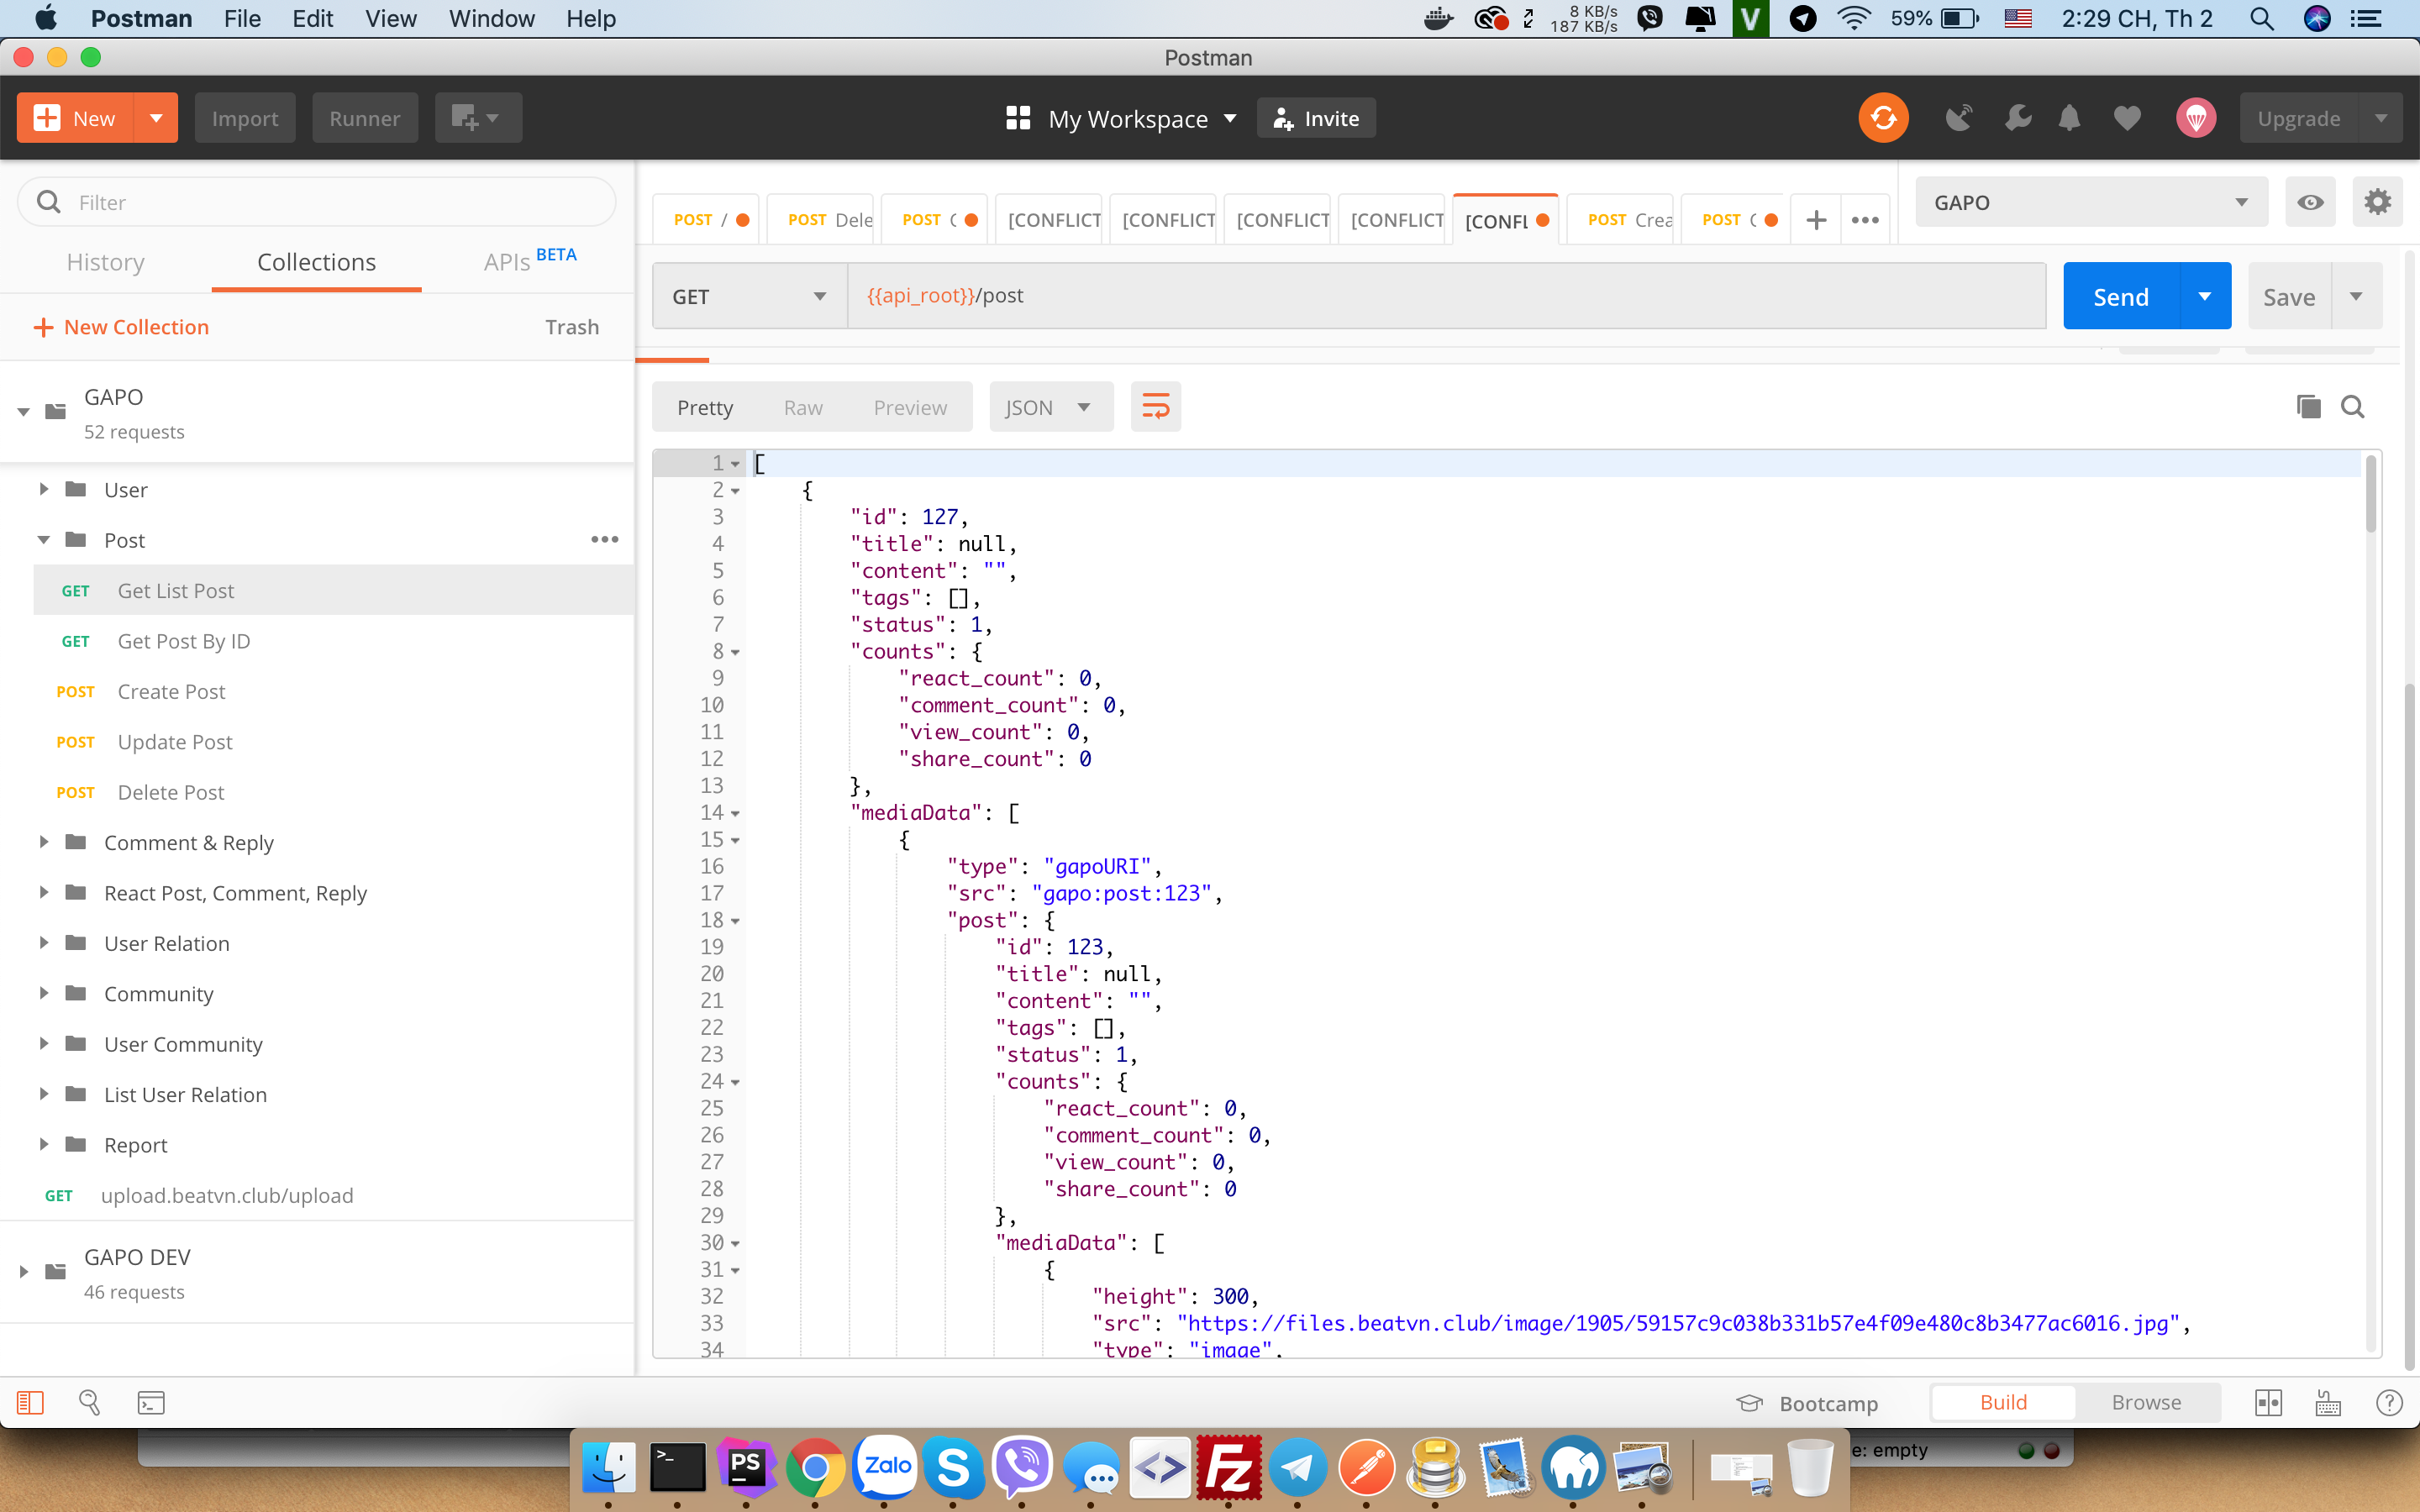 Postman File Edit View Window Help
8 KB/s
187 KB/s
V
59%
2:29 CH, Th 2
Postman
New Import Runner
My Workspace Invite
Upgrade
Filter
History Collections APIs BETA
New Collection Trash
GAPO
52 requests
User
Post
GET Get List Post
GET Get Post By ID
POST Create Post
POST Update Post
POST Delete Post
Comment & Reply
React Post, Comment, Reply
User Relation
Community
User Community
List User Relation
Report
GET upload.beatvn.club/upload
GAPO DEV
46 requests
POST / POST Dele POST C [CONFLICT [CONFLICT [CONFLICT [CONFLICT [CONFL POST Crea POST C
GAPO
GET {{api_root}}/post Send Save
Pretty Raw Preview JSON
1 [
2 {
3 "id": 127,
4 "title": null,
5 "content": "",
6 "tags": [],
7 "status": 1,
8 "counts": {
9 "react_count": 0,
10 "comment_count": 0,
11 "view_count": 0,
12 "share_count": 0
13 },
14 "mediaData": [
15 {
16 "type": "gapoURI",
17 "src": "gapo:post:123",
18 "post": {
19 "id": 123,
20 "title": null,
21 "content": "",
22 "tags": [],
23 "status": 1,
24 "counts": {
25 "react_count": 0,
26 "comment_count": 0,
27 "view_count": 0,
28 "share_count": 0
29 },
30 "mediaData": [
31 {
32 "height": 300,
33 "src": "https://files.beatvn.club/image/1905/59157c9c038b331b57e4f09e480c8b3477ac6016.jpg",
34 "type": "image",
Bootcamp Build Browse
e: empty
PS
Zalo
S
Fz